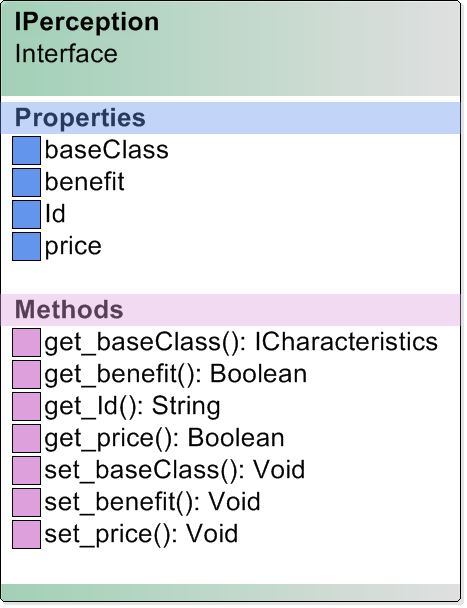 IPerception
Interface
Properties
baseClass
benefit
Id
price
Methods
get_baseClass(): ICharacteristics
get_benefit(): Boolean
get_Id(): String
get_price(): Boolean
set_baseClass(): Void
set_benefit(): Void
set_price(): Void